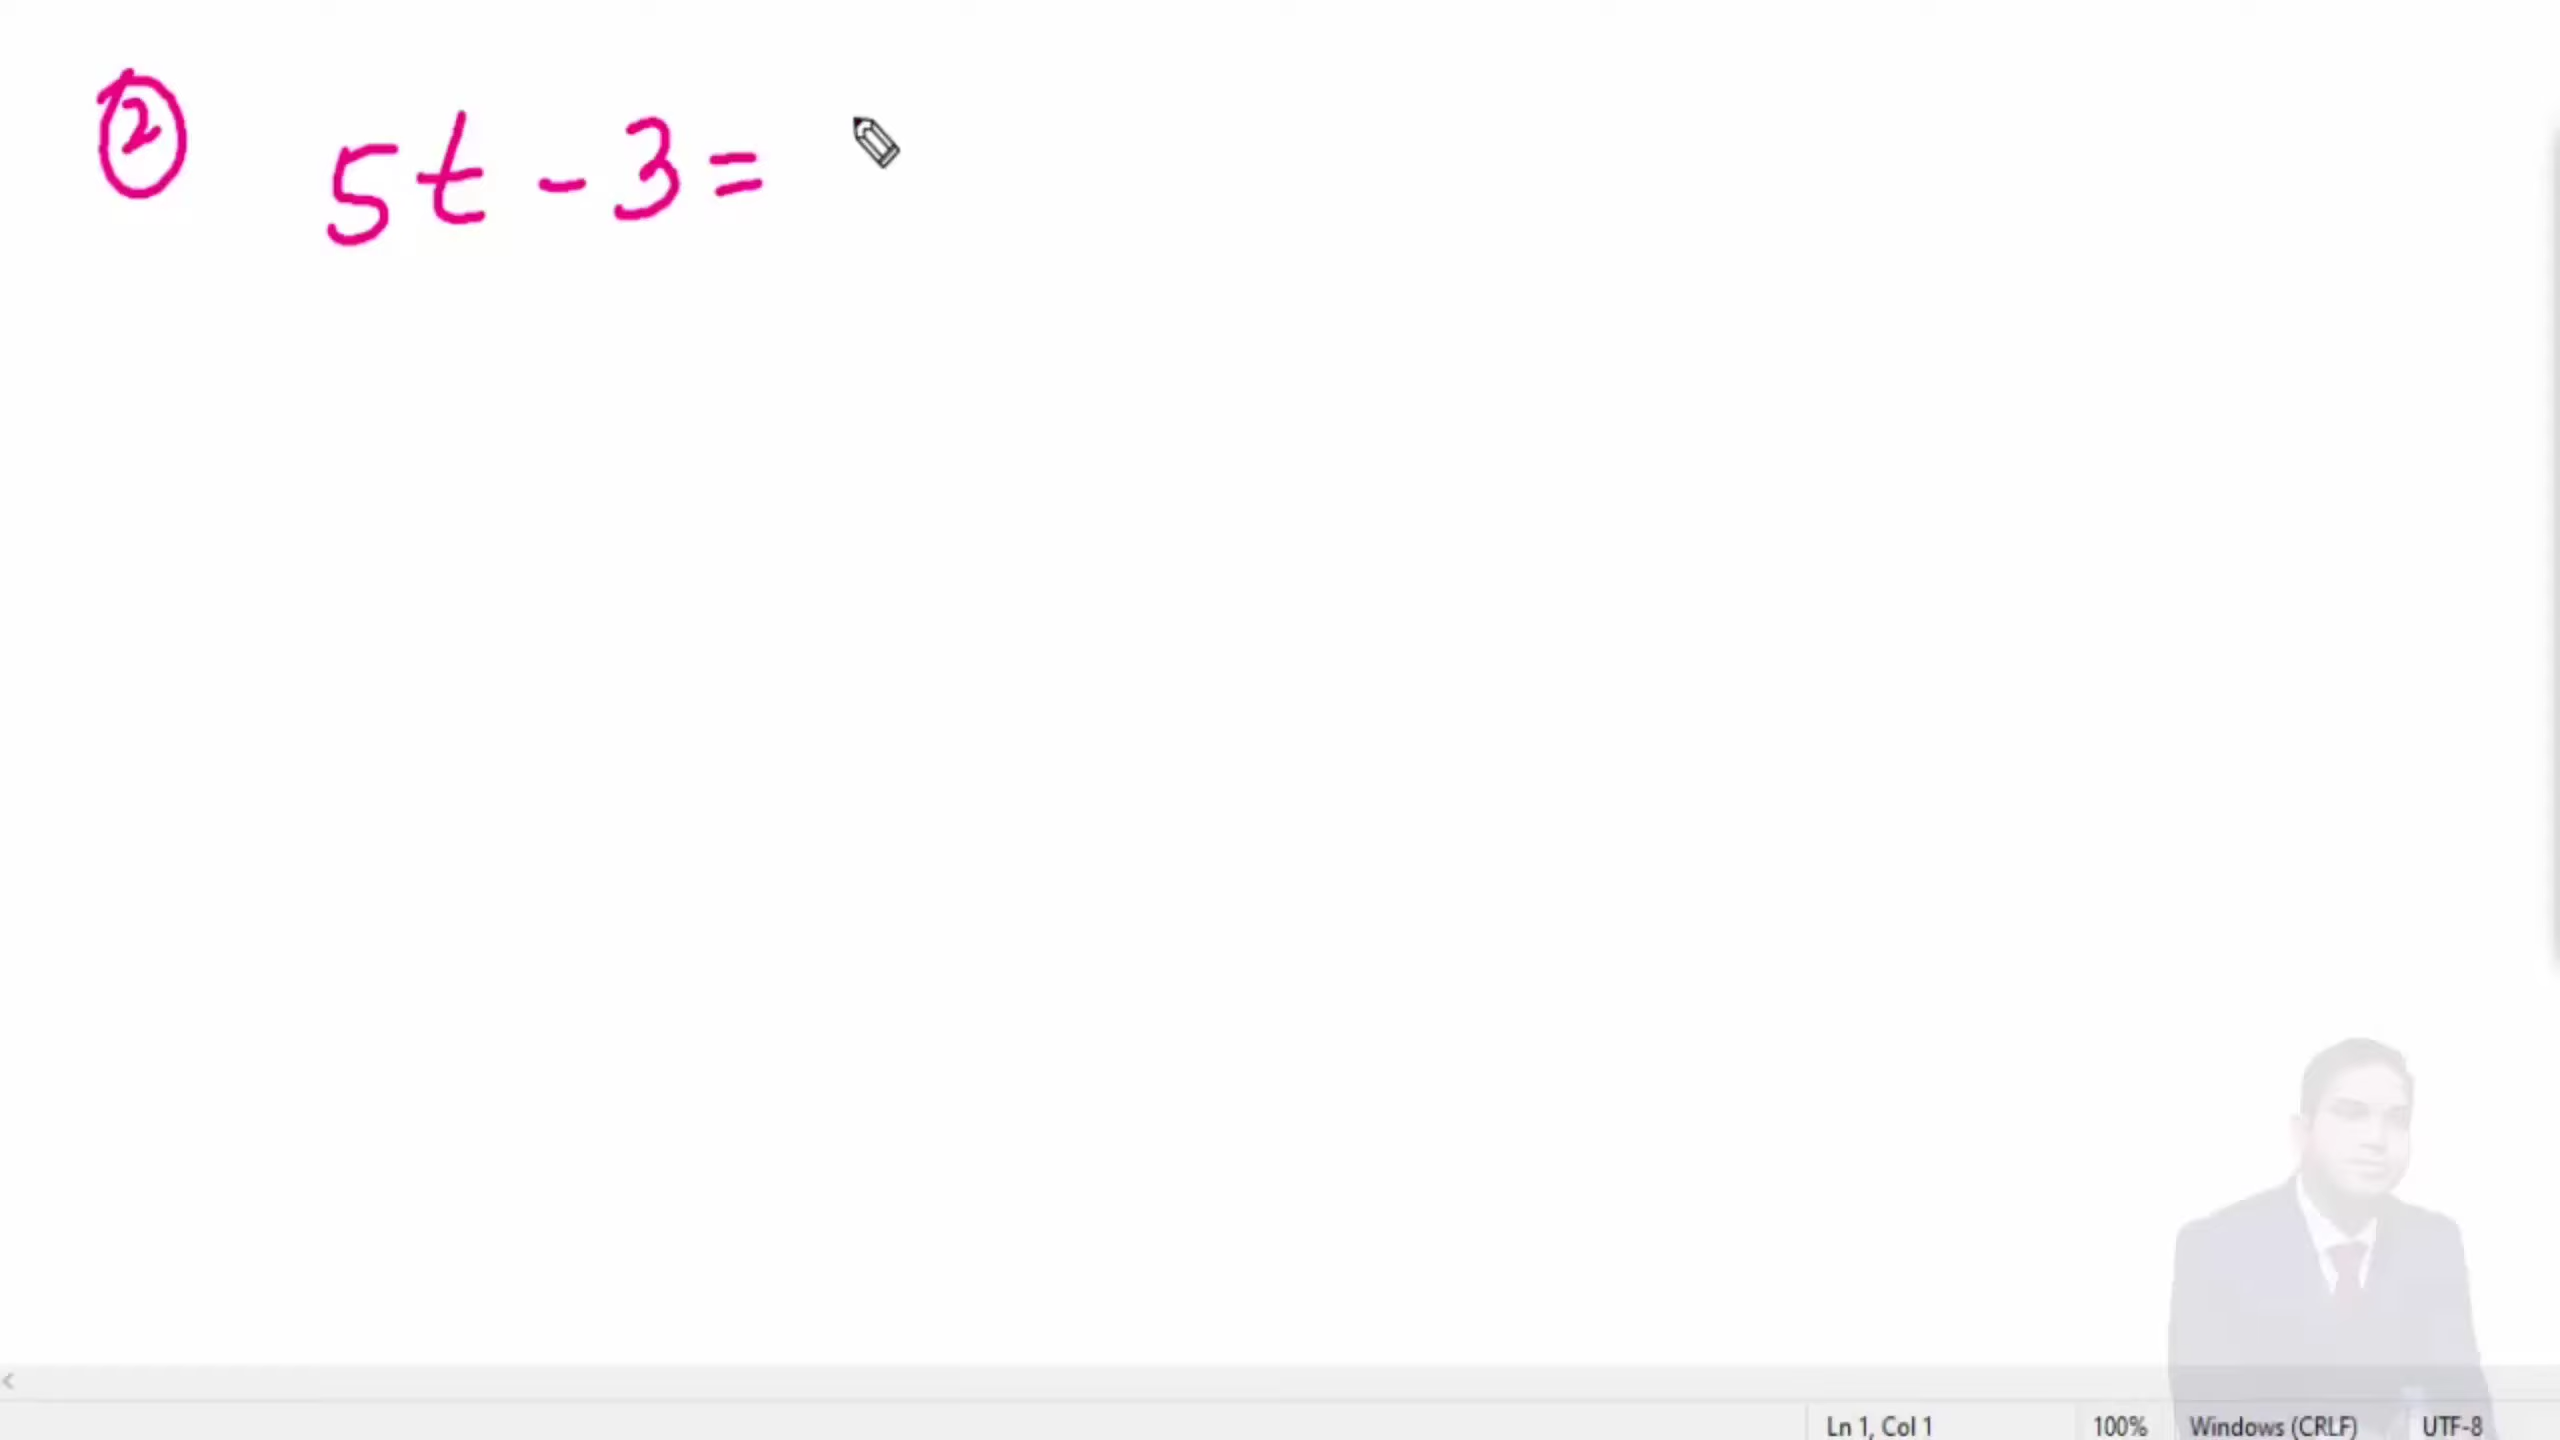 ② 5t - 3 =
Ln 1, Col 1 100% Windows (CRLF) UTF-8